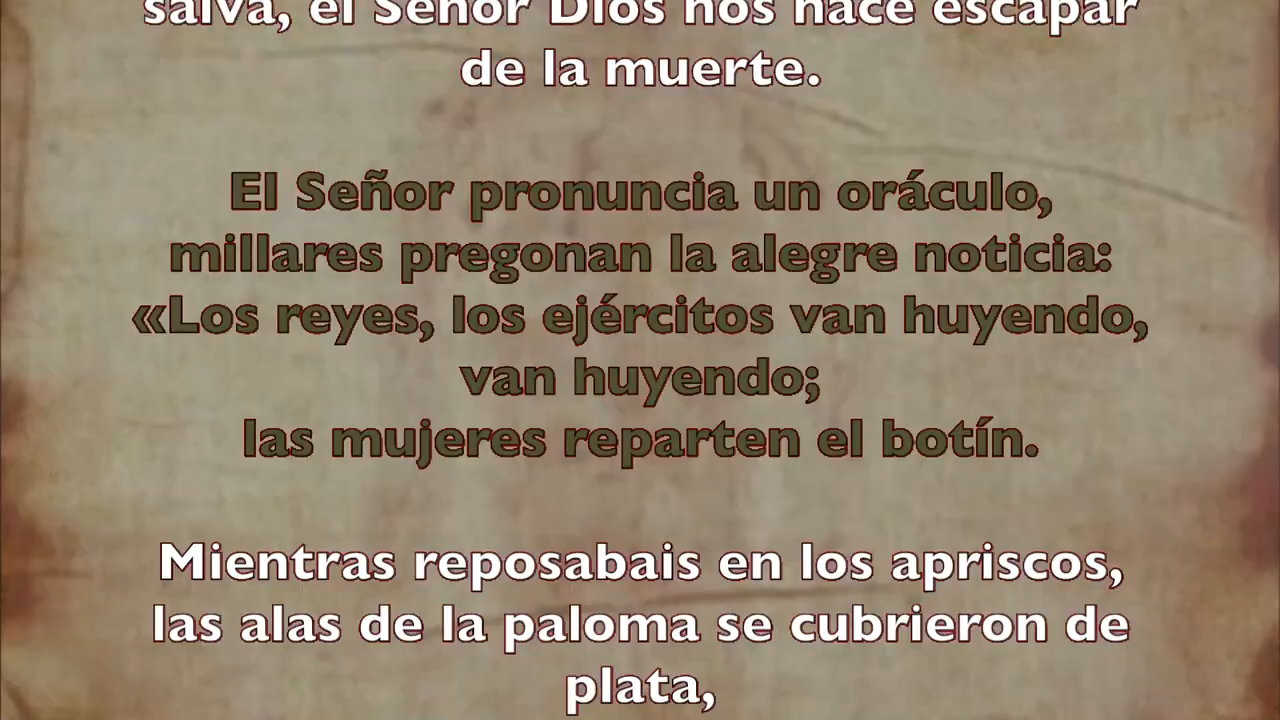 salva, el Señor Dios nos hace escapar
de la muerte.
El Señor pronuncia un oráculo,
millares pregonan la alegre noticia:
«Los reyes, los ejércitos van huyendo,
van huyendo;
las mujeres reparten el botín.
Mientras reposabais en los apriscos,
las alas de la paloma se cubrieron de
plata,